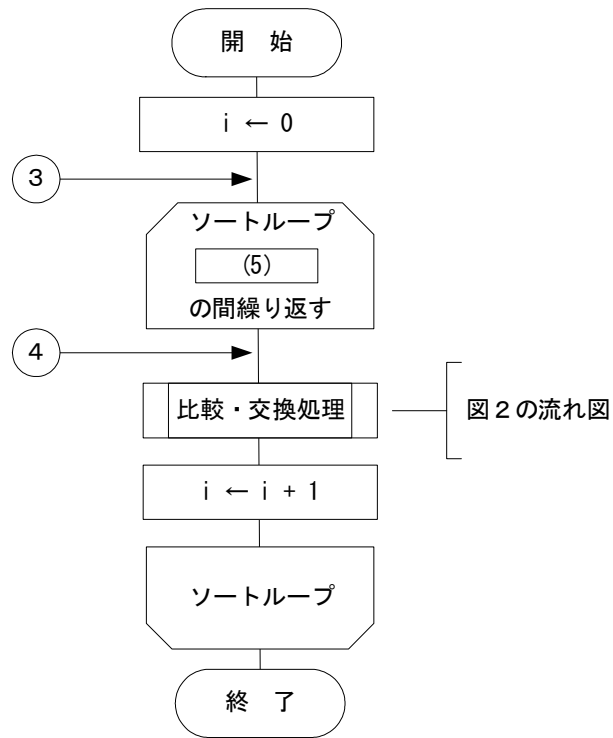 開　始
i ← 0
③
ソートループ
(5)
の間繰り返す
④
比較・交換処理
図２の流れ図
i ← i + 1
ソートループ
終　了